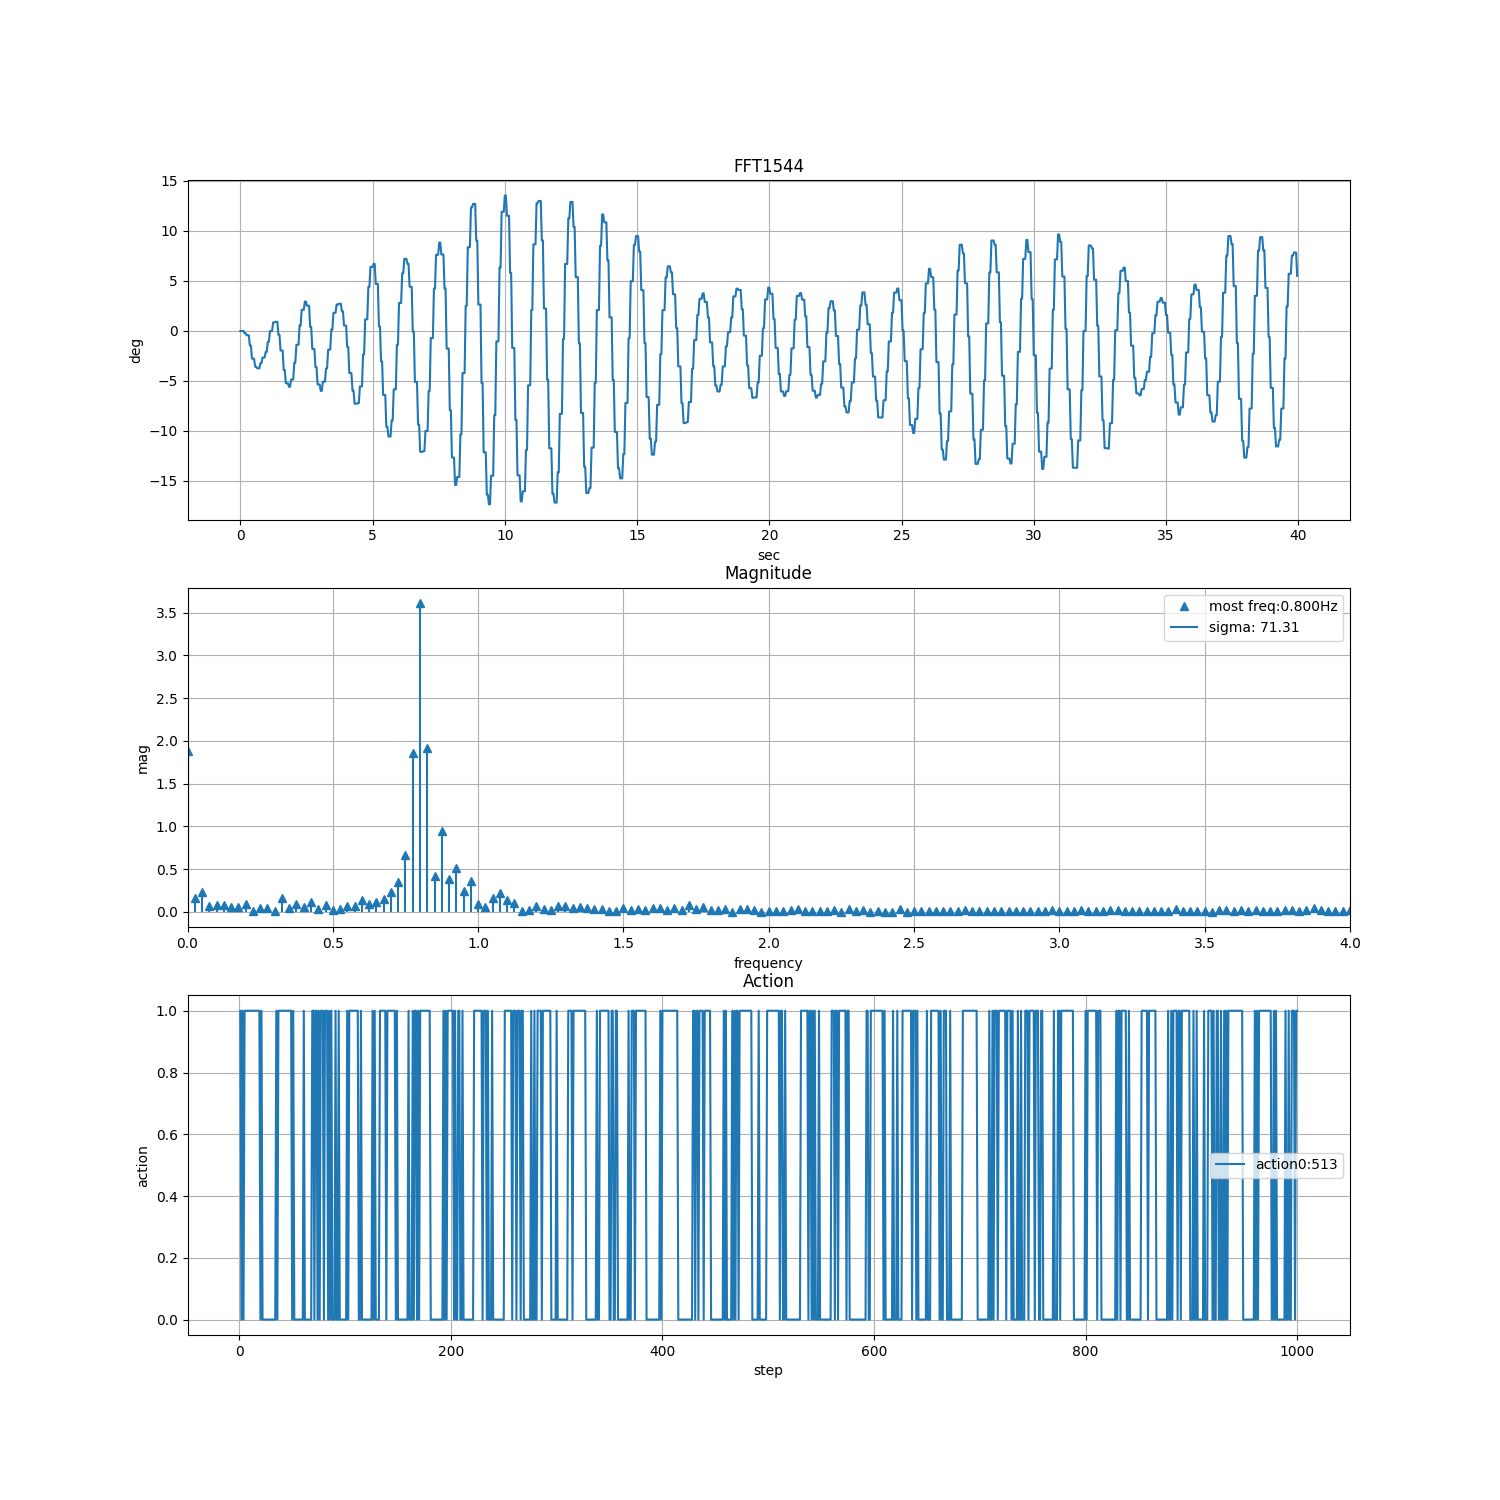 FFT1544
15
10
5
0
−5
−10
−15
deg
0 5 10 15 20 25 30 35 40
sec
Magnitude
3.5
3.0
2.5
2.0
1.5
1.0
0.5
0.0
mag
most freq:0.800Hz
sigma: 71.31
0.0 0.5 1.0 1.5 2.0 2.5 3.0 3.5 4.0
frequency
Action
1.0
0.8
0.6
0.4
0.2
0.0
action
action0:513
0 200 400 600 800 1000
step